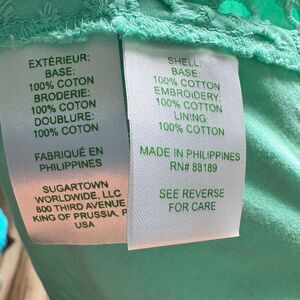 EXTÉRIEUR:
BASE:
100% COTON
BRODERIE:
100% COTON
DOUBLURE:
100% COTON
FABRIQUÉ EN
PHILIPPINES
SUGARTOWN
WORLDWIDE, LLC
800 THIRD AVENUE
KING OF PRUSSIA, P
USA
SHELL:
BASE:
100% COTTON
EMBROIDERY:
100% COTTON
LINING
100% COTTON
MADE IN PHILIPPINES
RN# 88189
SEE REVERSE
FOR CARE